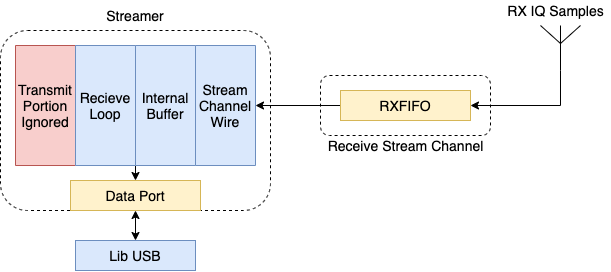 Streamer
RX IQ Samples
Transmit
Portion
Ignored
Recieve
Loop
Internal
Buffer
Stream
Channel
Wire
RXFIFO
Receive Stream Channel
Data Port
Lib USB